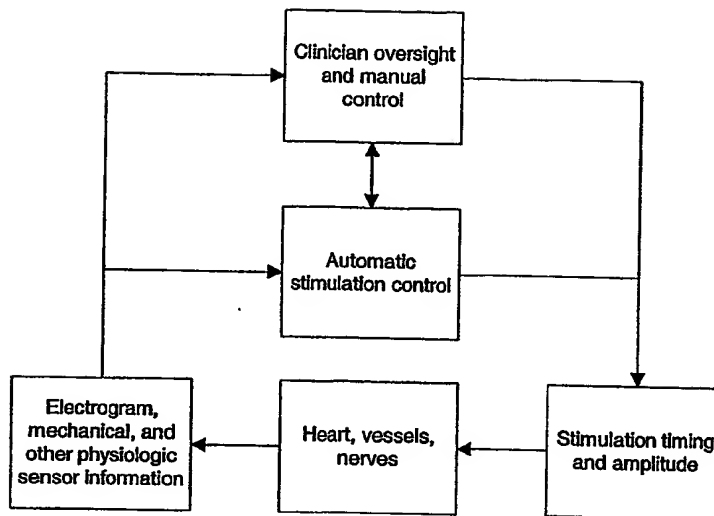 Clinician oversight
and manual
control
Automatic
stimulation control
Electrogram,
mechanical, and
other physiologic
sensor information
Heart, vessels,
nerves
Stimulation timing
and amplitude